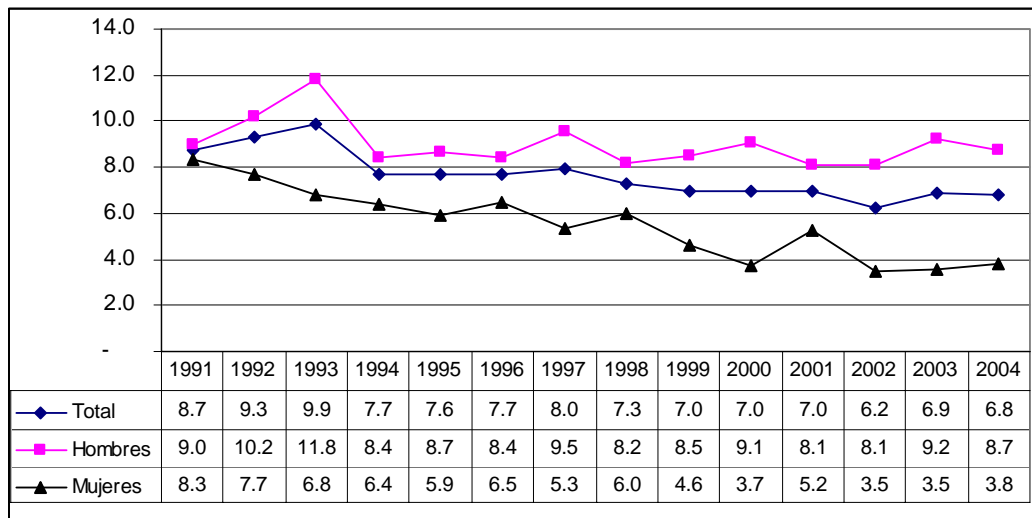 14.0
12.0
10.0
8.0
6.0
4.0
2.0
-
1991 1992 1993 1994 1995 1996 1997 1998 1999 2000 2001 2002 2003 2004
Total 8.7 9.3 9.9 7.7 7.6 7.7 8.0 7.3 7.0 7.0 7.0 6.2 6.9 6.8
Hombres 9.0 10.2 11.8 8.4 8.7 8.4 9.5 8.2 8.5 9.1 8.1 8.1 9.2 8.7
Mujeres 8.3 7.7 6.8 6.4 5.9 6.5 5.3 6.0 4.6 3.7 5.2 3.5 3.5 3.8